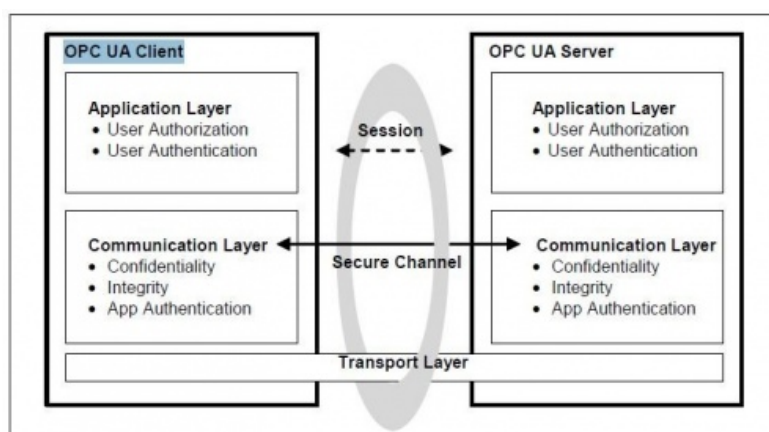 OPC UA Client
Application Layer
• User Authorization
• User Authentication
Communication Layer
• Confidentiality
• Integrity
• App Authentication
Session
Secure Channel
Transport Layer
OPC UA Server
Application Layer
• User Authorization
• User Authentication
Communication Layer
• Confidentiality
• Integrity
• App Authentication